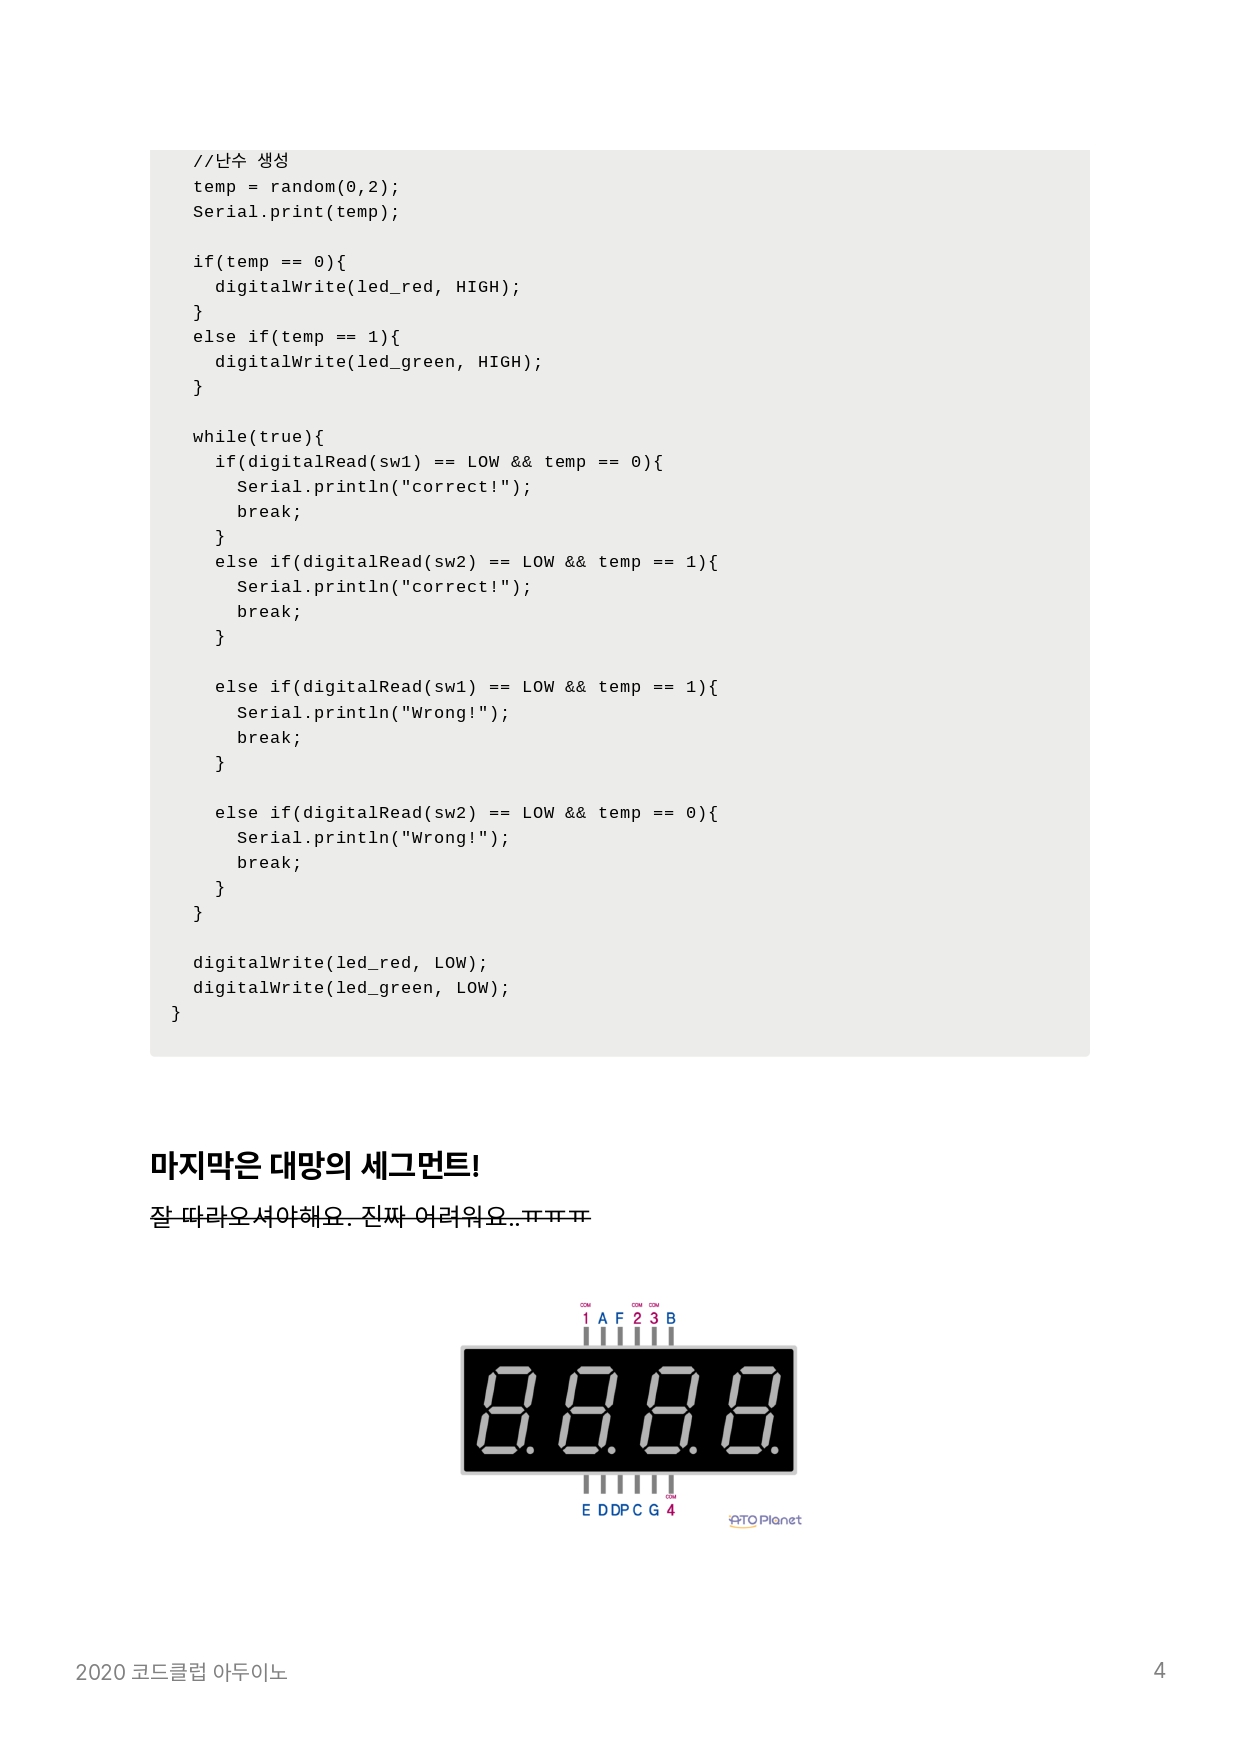 //난수 생성
  temp = random(0,2);
  Serial.print(temp);

  if(temp == 0){
    digitalWrite(led_red, HIGH);
  }
  else if(temp == 1){
    digitalWrite(led_green, HIGH);
  }

  while(true){
    if(digitalRead(sw1) == LOW && temp == 0){
      Serial.println("correct!");
      break;
    }
    else if(digitalRead(sw2) == LOW && temp == 1){
      Serial.println("correct!");
      break;
    }

    else if(digitalRead(sw1) == LOW && temp == 1){
      Serial.println("Wrong!");
      break;
    }

    else if(digitalRead(sw2) == LOW && temp == 0){
      Serial.println("Wrong!");
      break;
    }
  }

  digitalWrite(led_red, LOW);
  digitalWrite(led_green, LOW);
}

마지막은 대망의 세그먼트!
잘 따라오셔야해요. 진짜 어려워요..ㅠㅠㅠ
COM COM COM
1 A F 2 3 B
8.8.8.8.
COM
E D DP C G 4
ATO Planet
2020 코드클럽 아두이노 4